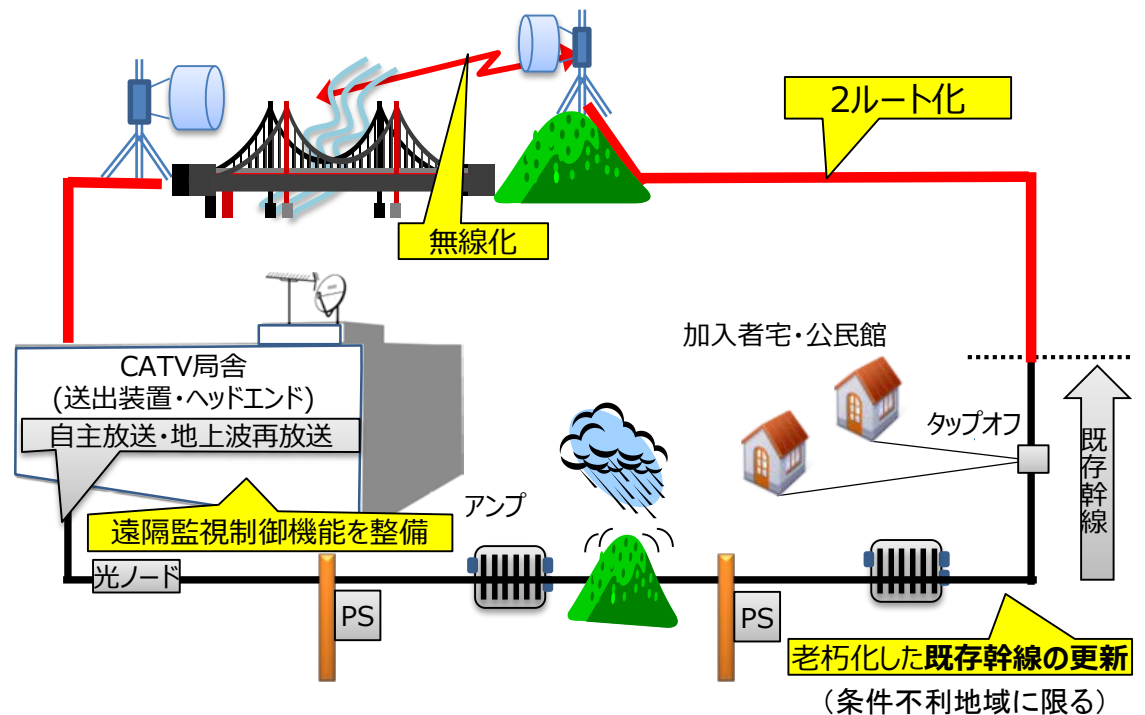 2ルート化
無線化
加入者宅・公民館
CATV局舎
(送出装置・ヘッドエンド)
自主放送・地上波再放送
タップオフ
既存幹線
アンプ
遠隔監視制御機能を整備
光ノード
PS
PS
老朽化した既存幹線の更新
（条件不利地域に限る）